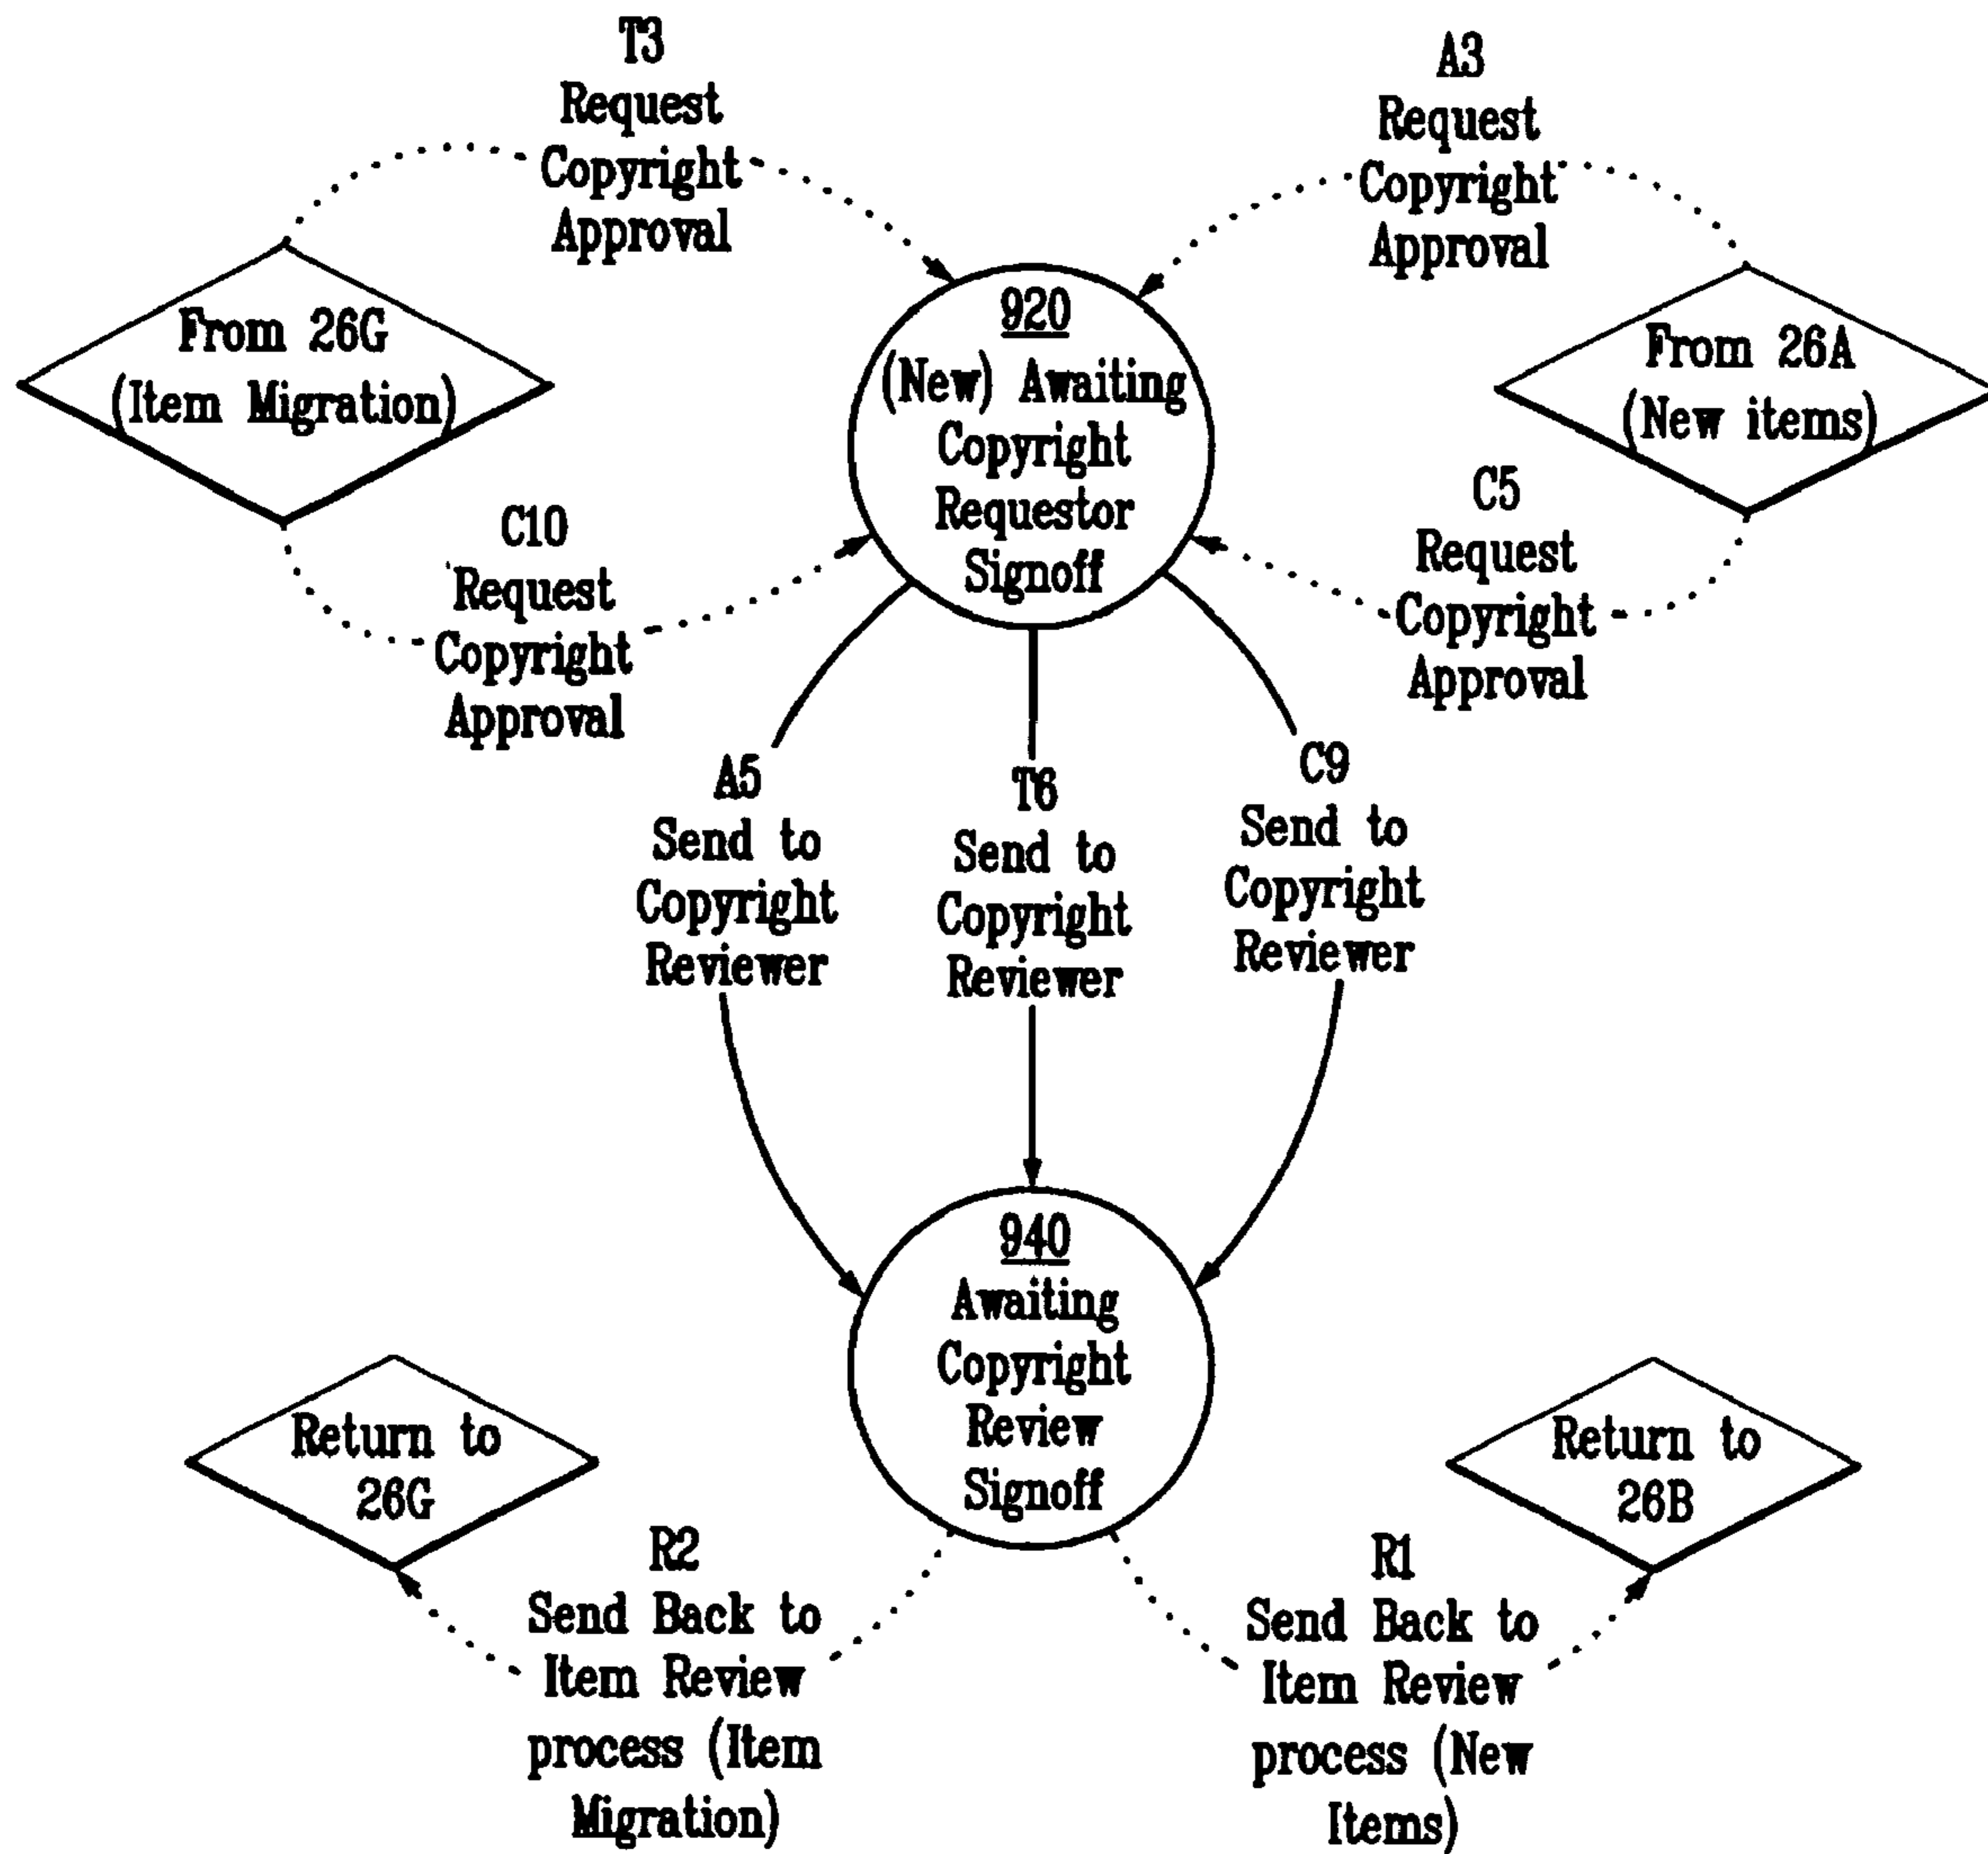 T3
Request
Copyright
Approval
A3
Request
Copyright
Approval
From 26G
(Item Migration)
920
(New) Awaiting
Copyright
Requestor
Signoff
From 26A
(New items)
C10
Request
Copyright
Approval
C5
Request
Copyright
Approval
A5
Send to
Copyright
Reviewer
T6
Send to
Copyright
Reviewer
C9
Send to
Copyright
Reviewer
940
Awaiting
Copyright
Review
Signoff
Return to
26G
Return to
26B
R2
Send Back to
Item Review
process (Item
Migration)
R1
Send Back to
Item Review
process (New
Items)